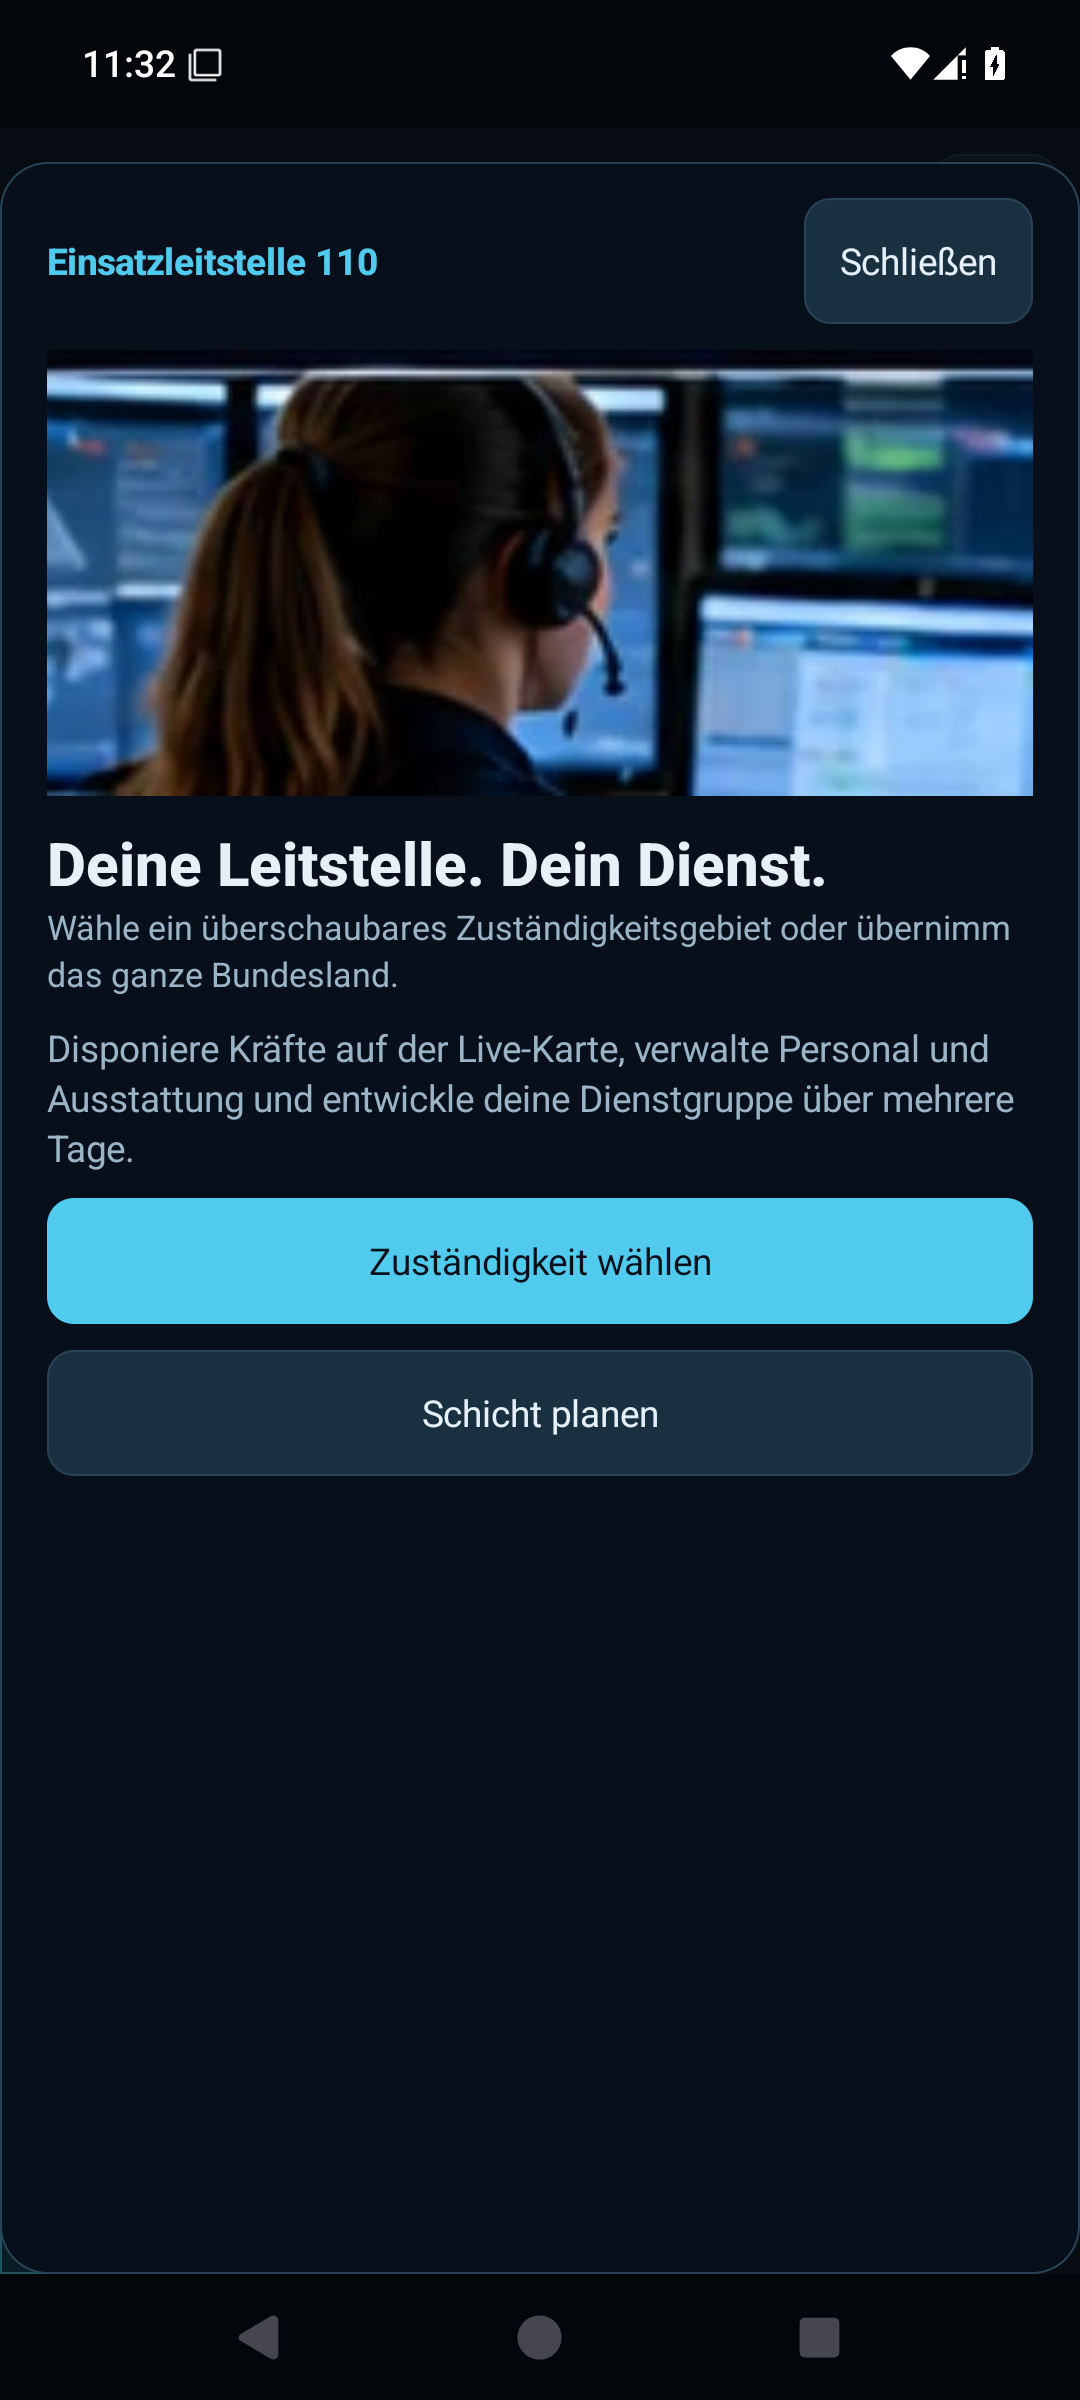 11:32
Einsatzleitstelle 110
Schließen
Deine Leitstelle. Dein Dienst.
Wähle ein überschaubares Zuständigkeitsgebiet oder übernimm
das ganze Bundesland.
Disponiere Kräfte auf der Live-Karte, verwalte Personal und
Ausstattung und entwickle deine Dienstgruppe über mehrere
Tage.
Zuständigkeit wählen
Schicht planen